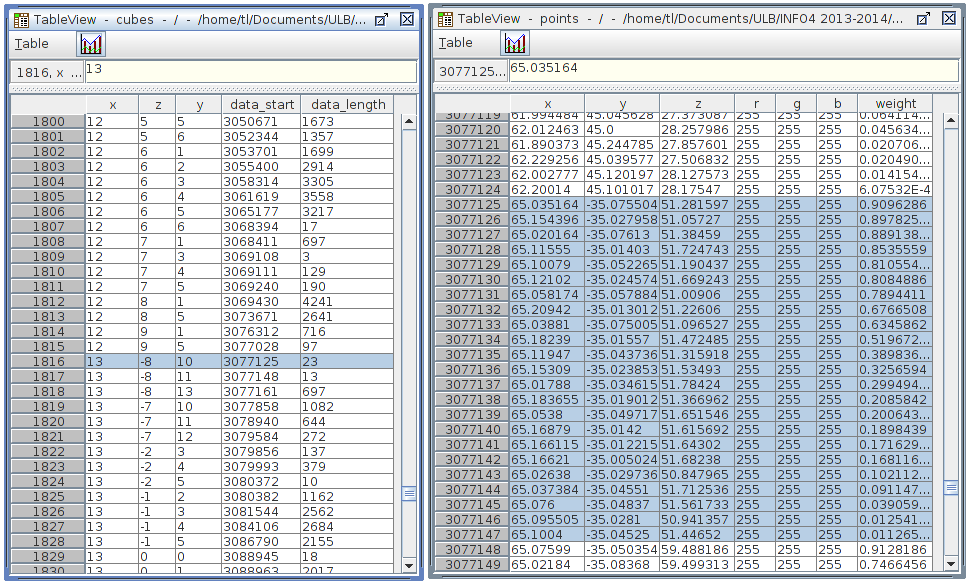 TableView - cubes - / - /home/tl/Documents/ULB/...
Table
1816, x ... 13
x z y data_start data_length
1800 12 5 5 3050671 1673
1801 12 5 6 3052344 1357
1802 12 6 1 3053701 1699
1803 12 6 2 3055400 2914
1804 12 6 3 3058314 3305
1805 12 6 4 3061619 3558
1806 12 6 5 3065177 3217
1807 12 6 6 3068394 17
1808 12 7 1 3068411 697
1809 12 7 3 3069108 3
1810 12 7 4 3069111 129
1811 12 7 5 3069240 190
1812 12 8 1 3069430 4241
1813 12 8 5 3073671 2641
1814 12 9 1 3076312 716
1815 12 9 5 3077028 97
1816 13 -8 10 3077125 23
1817 13 -8 11 3077148 13
1818 13 -8 13 3077161 697
1819 13 -7 10 3077858 1082
1820 13 -7 11 3078940 644
1821 13 -7 12 3079584 272
1822 13 -2 3 3079856 137
1823 13 -2 4 3079993 379
1824 13 -2 5 3080372 10
1825 13 -1 2 3080382 1162
1826 13 -1 3 3081544 2562
1827 13 -1 4 3084106 2684
1828 13 -1 5 3086790 2155
1829 13 0 0 3088945 18
1830 13 0 1 3088963 2017
TableView - points - / - /home/tl/Documents/ULB/INFO4 2013-2014/...
Table
3077125... 65.035164
x y z r g b weight
3077119 61.994484 45.045628 27.373087 255 255 255 0.064114...
3077120 62.012463 45.0 28.257986 255 255 255 0.045634...
3077121 61.890373 45.244785 27.857601 255 255 255 0.020706...
3077122 62.229256 45.039577 27.506832 255 255 255 0.020490...
3077123 62.002777 45.120197 28.127573 255 255 255 0.014154...
3077124 62.20014 45.101017 28.17547 255 255 255 6.07532E-4
3077125 65.035164 -35.075504 51.281597 255 255 255 0.9096286
3077126 65.154396 -35.027958 51.05727 255 255 255 0.897825...
3077127 65.020164 -35.07613 51.38459 255 255 255 0.889138...
3077128 65.11555 -35.01403 51.724743 255 255 255 0.8535559
3077129 65.10079 -35.052265 51.190437 255 255 255 0.810554...
3077130 65.12102 -35.024574 51.669243 255 255 255 0.8084886
3077131 65.058174 -35.057884 51.00906 255 255 255 0.7894411
3077132 65.20942 -35.013012 51.22606 255 255 255 0.6766508
3077133 65.03881 -35.075005 51.096527 255 255 255 0.6345862
3077134 65.18239 -35.01557 51.472485 255 255 255 0.519672...
3077135 65.11947 -35.043736 51.315918 255 255 255 0.389836...
3077136 65.15309 -35.023853 51.53493 255 255 255 0.3256594
3077137 65.01788 -35.034615 51.78424 255 255 255 0.299494...
3077138 65.183655 -35.019012 51.366962 255 255 255 0.2085842
3077139 65.0538 -35.049717 51.651546 255 255 255 0.200643...
3077140 65.16879 -35.0142 51.615692 255 255 255 0.1898439
3077141 65.166115 -35.012215 51.64302 255 255 255 0.171629...
3077142 65.16621 -35.005024 51.68238 255 255 255 0.168116...
3077143 65.02638 -35.029736 50.847965 255 255 255 0.102112...
3077144 65.037384 -35.04551 51.712536 255 255 255 0.091147...
3077145 65.076 -35.04837 51.561733 255 255 255 0.039059...
3077146 65.095505 -35.0281 50.941357 255 255 255 0.012541...
3077147 65.1004 -35.04525 51.44652 255 255 255 0.011265...
3077148 65.07599 -35.050354 59.488186 255 255 255 0.9128186
3077149 65.02184 -35.08368 59.499313 255 255 255 0.7466456